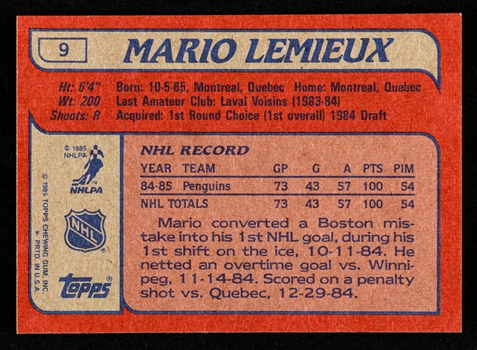 9
MARIO LEMIEUX
Ht: 6'4" Born: 10-5-65, Montreal, Quebec Home: Montreal, Quebec
Wt: 200 Last Amateur Club: Laval Voisins (1983-84)
Shoots: R Acquired: 1st Round Choice (1st overall) 1984 Draft
© 1985
NHLPA
NHLPA
NHL
© 1985 TOPPS CHEWING GUM, INC.
* PRTD. IN U.S.A.
topps
NHL RECORD
YEAR TEAM GP G A PTS PIM
84-85 Penguins 73 43 57 100 54
NHL TOTALS 73 43 57 100 54
Mario converted a Boston mis-
take into his 1st NHL goal, during his
1st shift on the ice, 10-11-84. He
netted an overtime goal vs. Winni-
peg, 11-14-84. Scored on a penalty
shot vs. Quebec, 12-29-84.